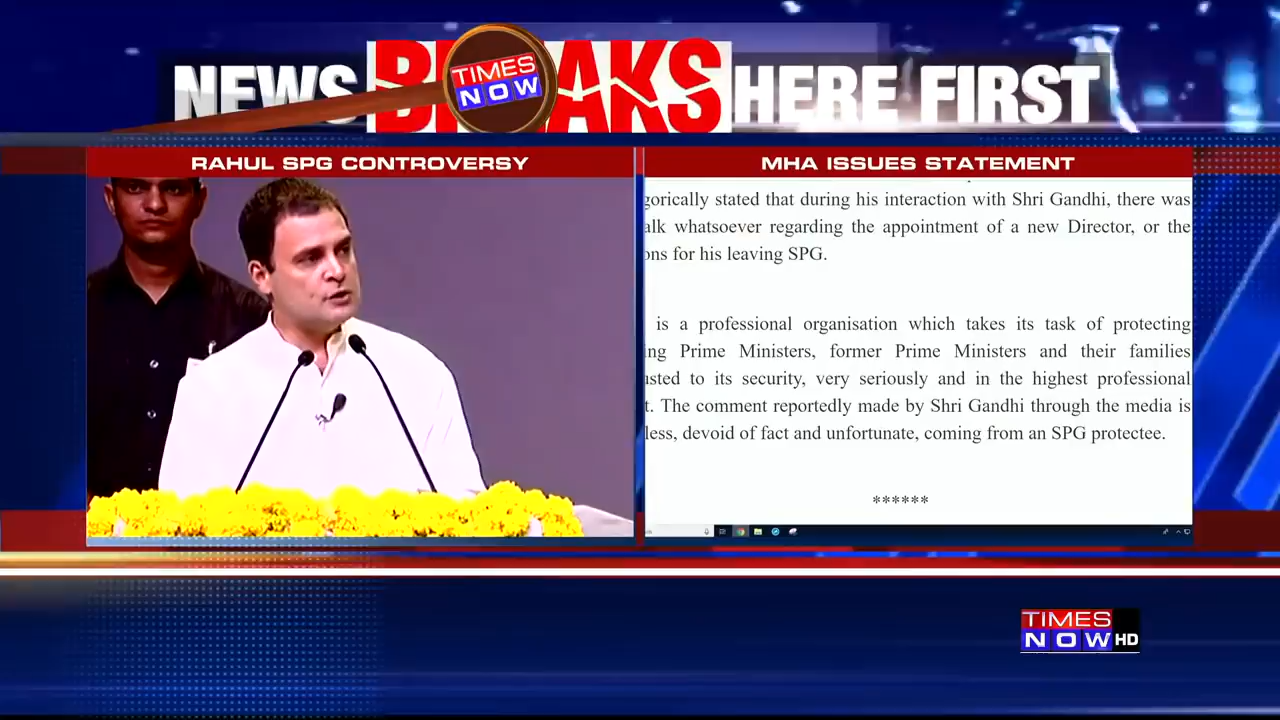 NEWS BREAKS HERE FIRST
TIMES
NOW
RAHUL SPG CONTROVERSY
MHA ISSUES STATEMENT
gorically stated that during his interaction with Shri Gandhi, there was
alk whatsoever regarding the appointment of a new Director, or the
ons for his leaving SPG.
is a professional organisation which takes its task of protecting
ing Prime Ministers, former Prime Ministers and their families
usted to its security, very seriously and in the highest professional
t. The comment reportedly made by Shri Gandhi through the media is
less, devoid of fact and unfortunate, coming from an SPG protectee.
******
TIMES
NOW HD